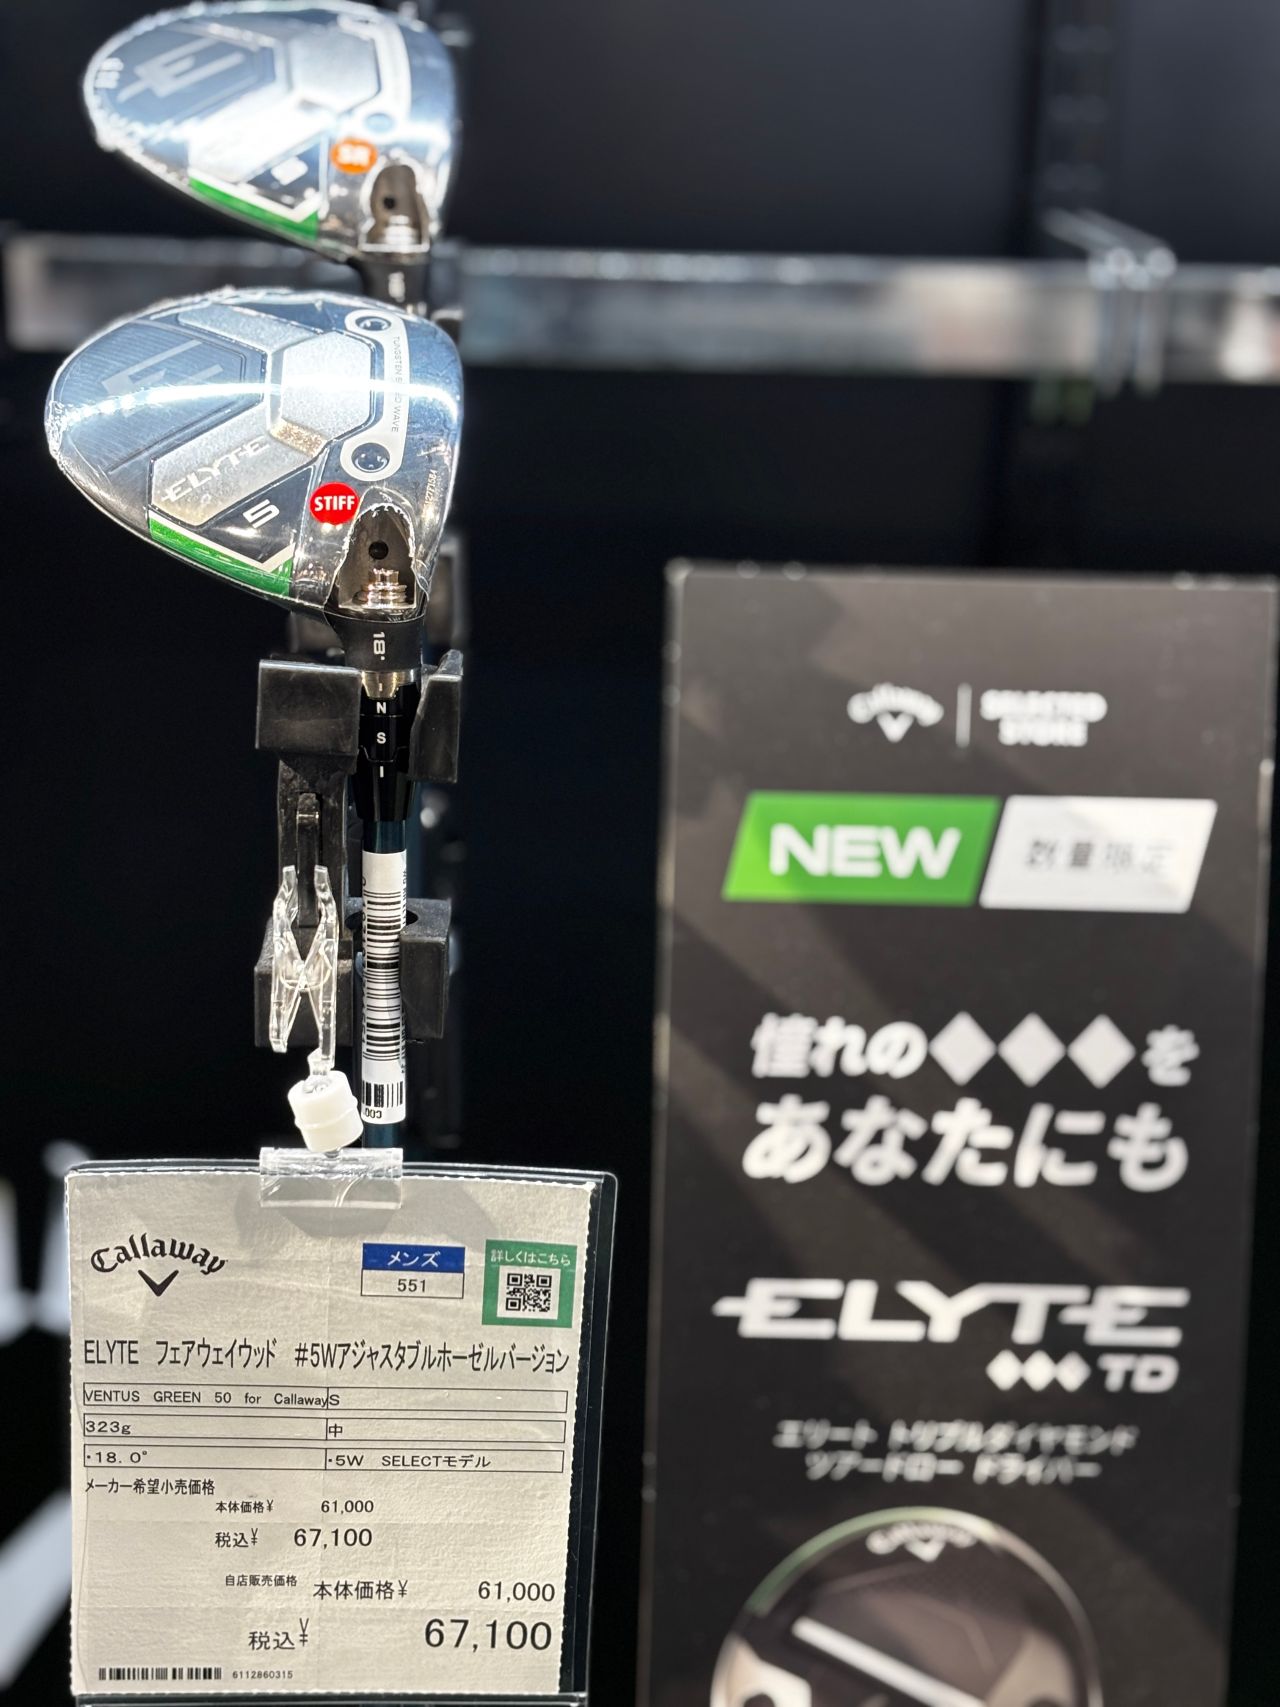 SR
TUNGSTEN SPEED WAVE
ELYTE
5
STIFF
18°
N
S
Callaway
メンズ
551
詳しくはこちら
ELYTE フェアウェイウッド #5Wアジャスタブルホーゼルバージョン
VENTUS GREEN 50 for Callaway S
323g 中
・18.0° ・5W SELECTモデル
メーカー希望小売価格
本体価格¥ 61,000
税込¥ 67,100
自店販売価格 本体価格¥ 61,000
税込¥ 67,100
6112860315
Callaway SELECTED STORE
NEW 数量限定
憧れの◆◆◆を
あなたにも
ELYTE
◆◆◆ TD
エリート トリプルダイヤモンド
ツアードロー ドライバー
Callaway